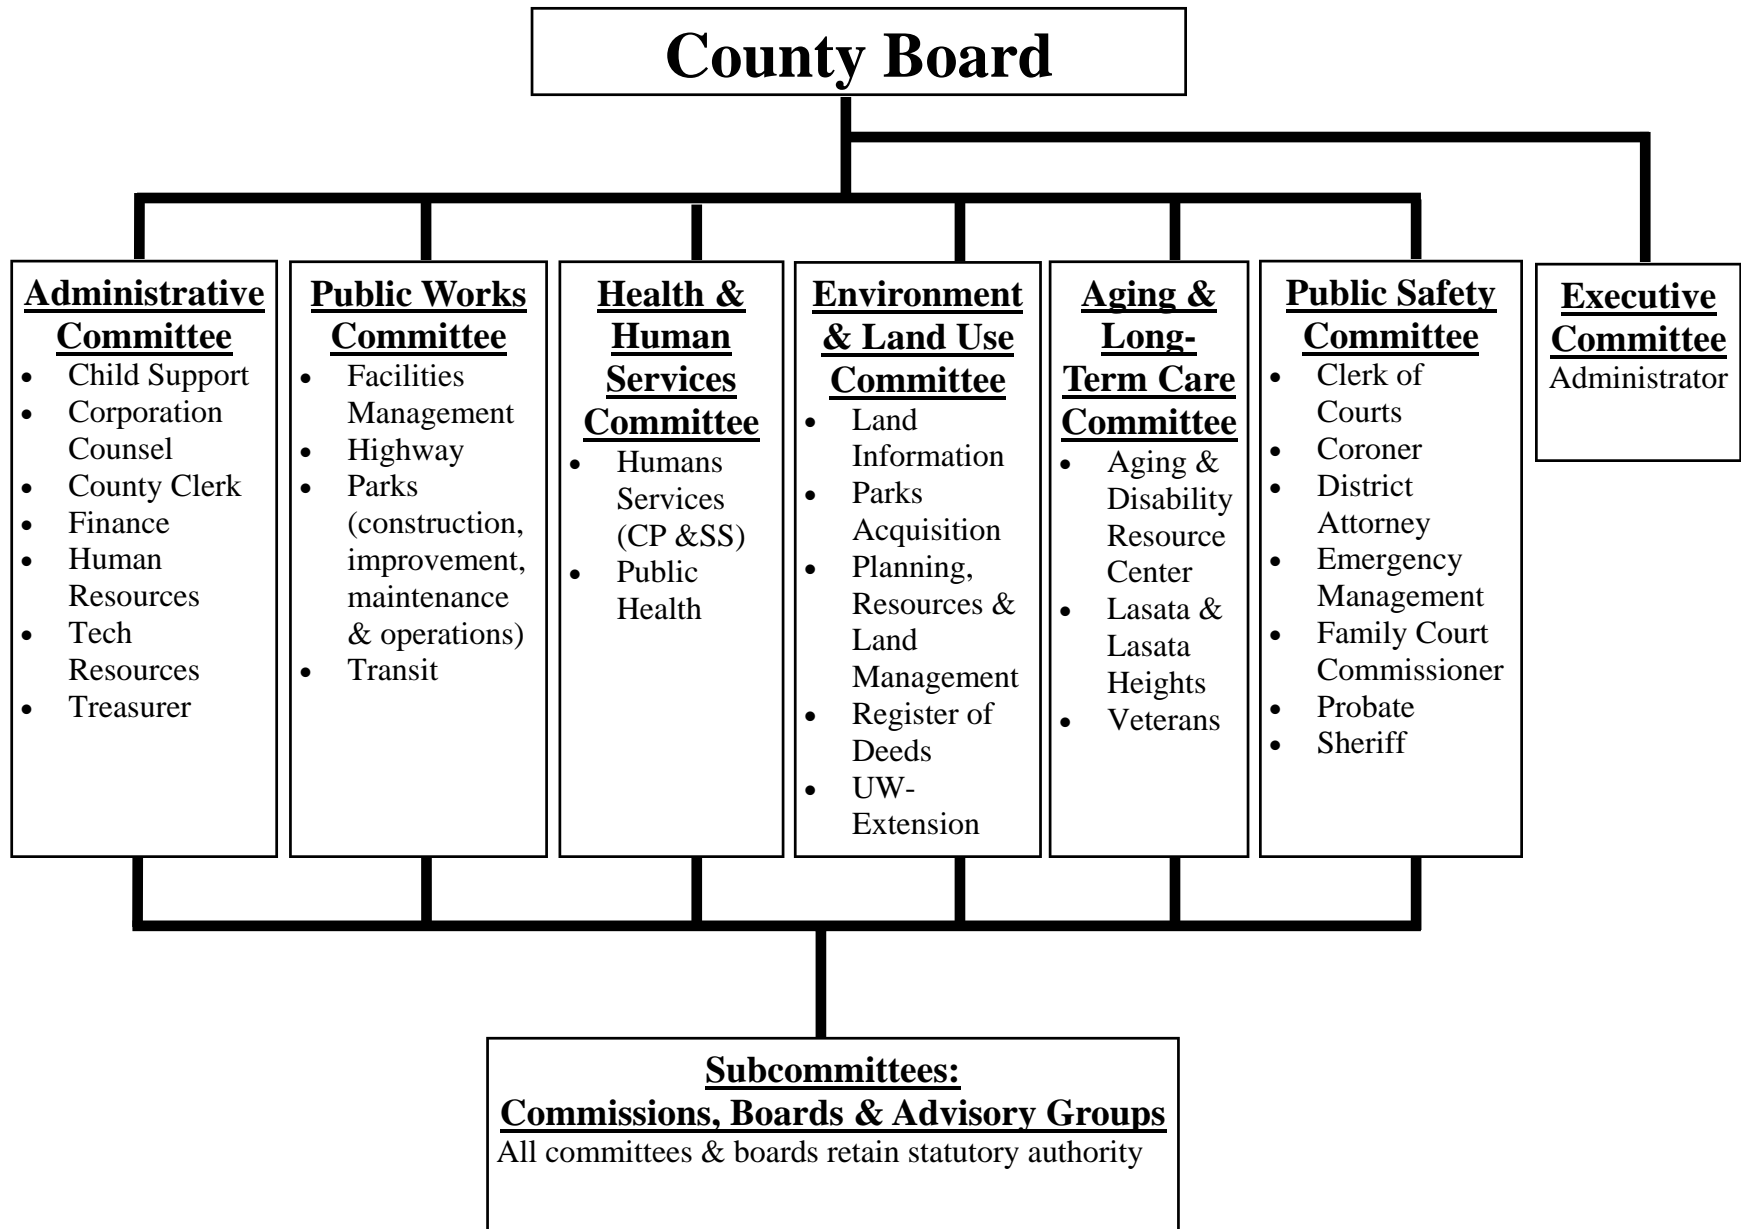 County Board
Administrative
Committee
• Child Support
• Corporation
Counsel
• County Clerk
• Finance
• Human
Resources
• Tech
Resources
• Treasurer
Public Works
Committee
• Facilities
Management
• Highway
• Parks
(construction,
improvement,
maintenance
& operations)
• Transit
Health &
Human
Services
Committee
• Humans
Services
(CP &SS)
• Public
Health
Environment
& Land Use
Committee
• Land
Information
• Parks
Acquisition
• Planning,
Resources &
Land
Management
• Register of
Deeds
• UW-
Extension
Aging &
Long-
Term Care
Committee
• Aging &
Disability
Resource
Center
• Lasata &
Lasata
Heights
• Veterans
Public Safety
Committee
• Clerk of
Courts
• Coroner
• District
Attorney
• Emergency
Management
• Family Court
Commissioner
• Probate
• Sheriff
Executive
Committee
Administrator
Subcommittees:
Commissions, Boards & Advisory Groups
All committees & boards retain statutory authority